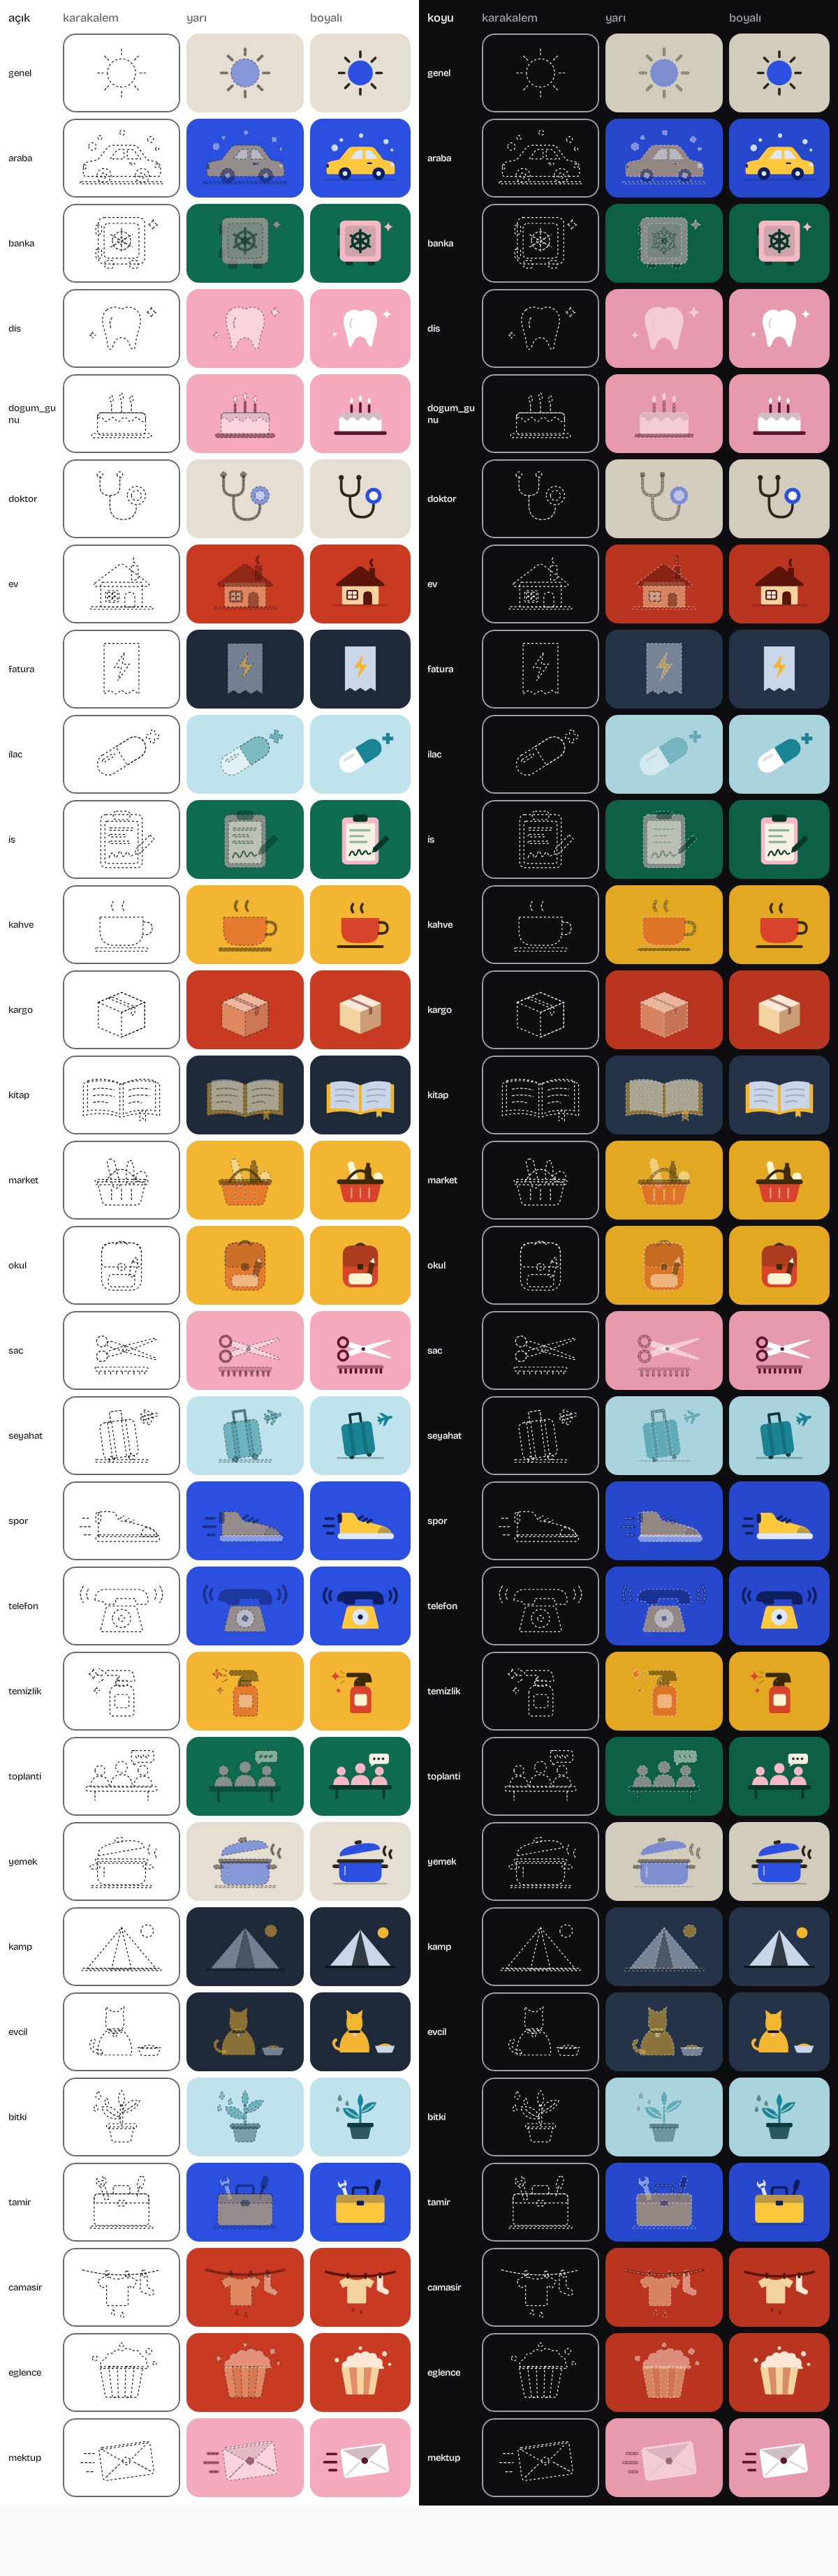 açık karakalem yarı boyalı koyu karakalem yarı boyalı
genel genel
araba araba
banka banka
dis dis
dogum_gu dogum_gu
nu nu
doktor doktor
ev ev
fatura fatura
ilac ilac
is is
kahve kahve
kargo kargo
kitap kitap
market market
okul okul
sac sac
seyahat seyahat
spor spor
telefon telefon
temizlik temizlik
toplanti toplanti
yemek yemek
kamp kamp
evcil evcil
bitki bitki
tamir tamir
camasir camasir
eglence eglence
mektup mektup